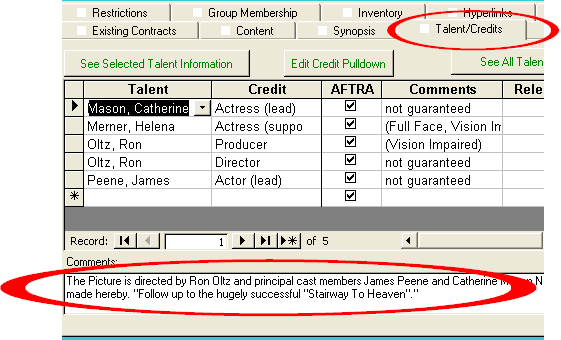 Restrictions Group Membership Inventory Hyperlinks
Existing Contracts Content Synopsis Talent/Credits
See Selected Talent Information Edit Credit Pulldown See All Talen
Talent Credit AFTRA Comments Rele
Mason, Catherine Actress (lead) not guaranteed
Merner, Helena Actress (suppo (Full Face, Vision Im
Oltz, Ron Producer (Vision Impaired)
Oltz, Ron Director not guaranteed
Peene, James Actor (lead) not guaranteed
Record: 1 of 5
Comments:
The Picture is directed by Ron Oltz and principal cast members James Peene and Catherine N
made hereby. "Follow up to the hugely successful "Stairway To Heaven"."